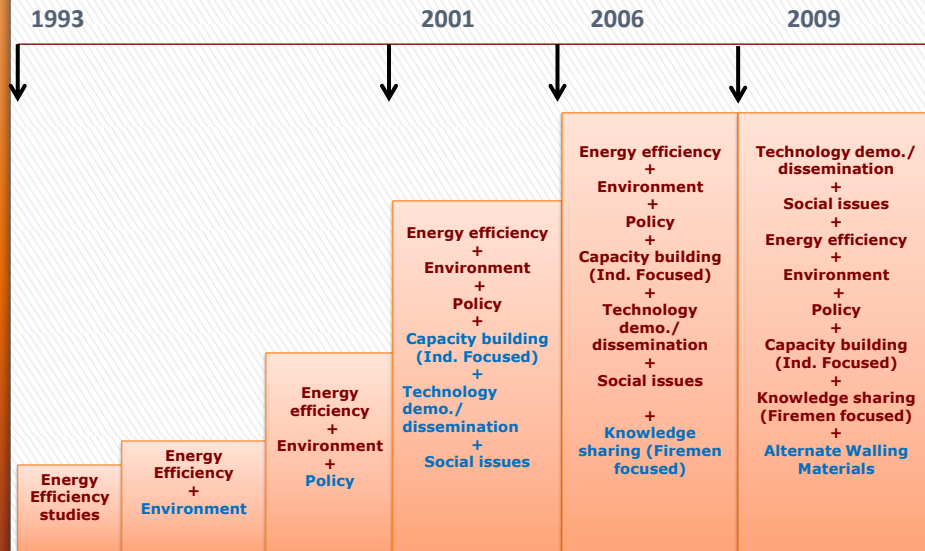 1993
2001
2006
2009
Energy
Efficiency
studies
Energy
Efficiency
+
Environment
Energy
efficiency
+
Environment
+
Policy
Energy efficiency
+
Environment
+
Policy
+
Capacity building
(Ind. Focused)
+
Technology
demo./
dissemination
+
Social issues
Energy efficiency
+
Environment
+
Policy
+
Capacity building
(Ind. Focused)
+
Technology
demo./
dissemination
+
Social issues
+
Knowledge
sharing (Firemen
focused)
Technology demo./
dissemination
+
Social issues
+
Energy efficiency
+
Environment
+
Policy
+
Capacity building
(Ind. Focused)
+
Knowledge sharing
(Firemen focused)
+
Alternate Walling
Materials